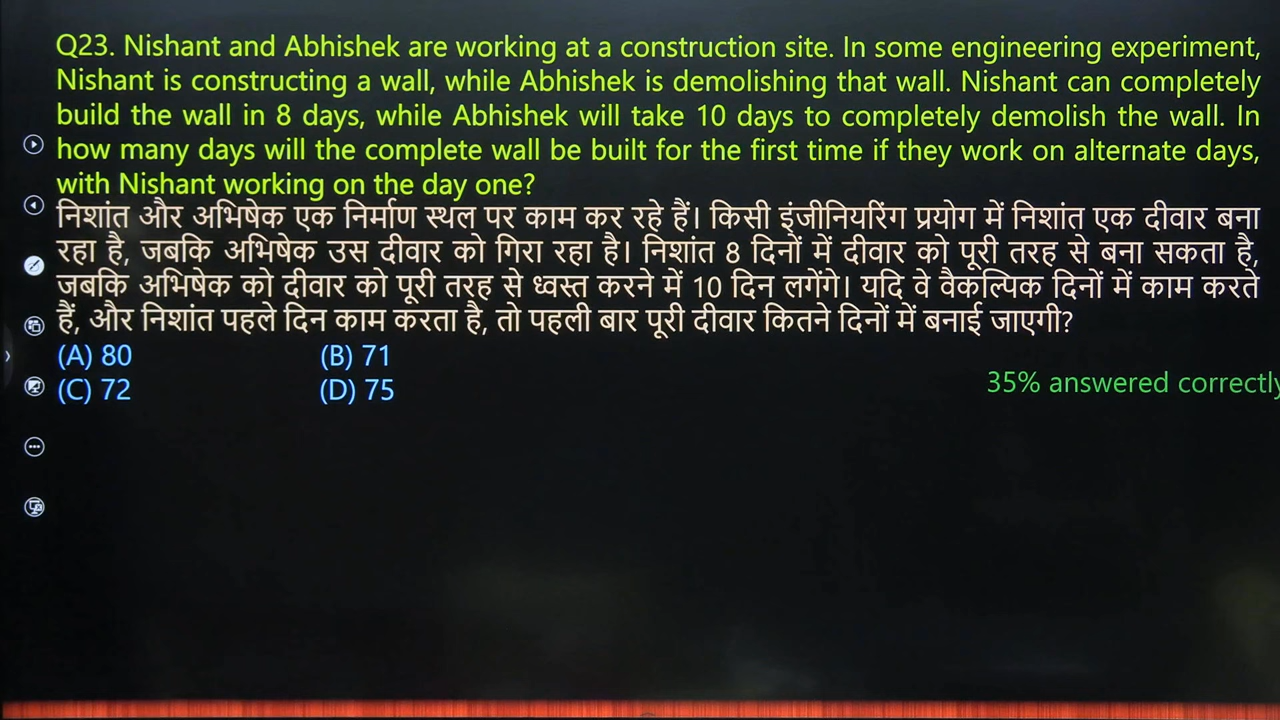 Q23. Nishant and Abhishek are working at a construction site. In some engineering experiment,
Nishant is constructing a wall, while Abhishek is demolishing that wall. Nishant can completely
build the wall in 8 days, while Abhishek will take 10 days to completely demolish the wall. In
how many days will the complete wall be built for the first time if they work on alternate days,
with Nishant working on the day one?
निशांत और अभिषेक एक निर्माण स्थल पर काम कर रहे हैं। किसी इंजीनियरिंग प्रयोग में निशांत एक दीवार बना
रहा है, जबकि अभिषेक उस दीवार को गिरा रहा है। निशांत 8 दिनों में दीवार को पूरी तरह से बना सकता है,
जबकि अभिषेक को दीवार को पूरी तरह से ध्वस्त करने में 10 दिन लगेंगे। यदि वे वैकल्पिक दिनों में काम करते
हैं, और निशांत पहले दिन काम करता है, तो पहली बार पूरी दीवार कितने दिनों में बनाई जाएगी?
(A) 80 (B) 71
(C) 72 (D) 75
35% answered correctly